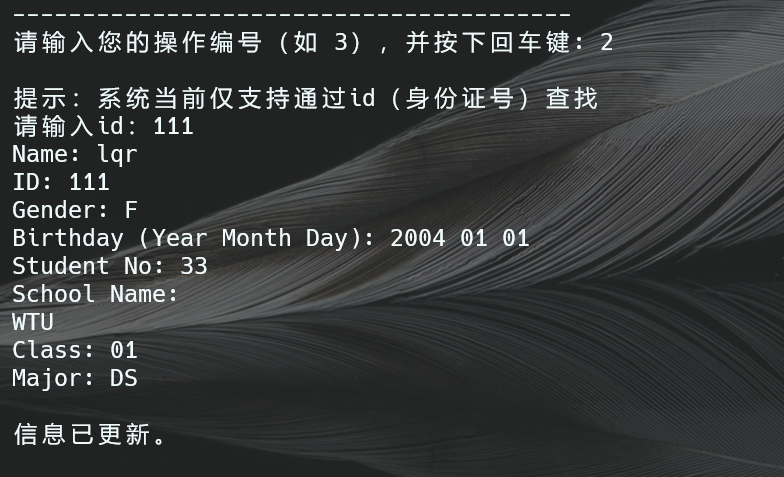 ----------------------------------------
请输入您的操作编号 (如 3) , 并按下回车键: 2
提示: 系统当前仅支持通过id (身份证号) 查找
请输入id: 111
Name: lqr
ID: 111
Gender: F
Birthday (Year Month Day): 2004 01 01
Student No: 33
School Name:
WTU
Class: 01
Major: DS
信息已更新。